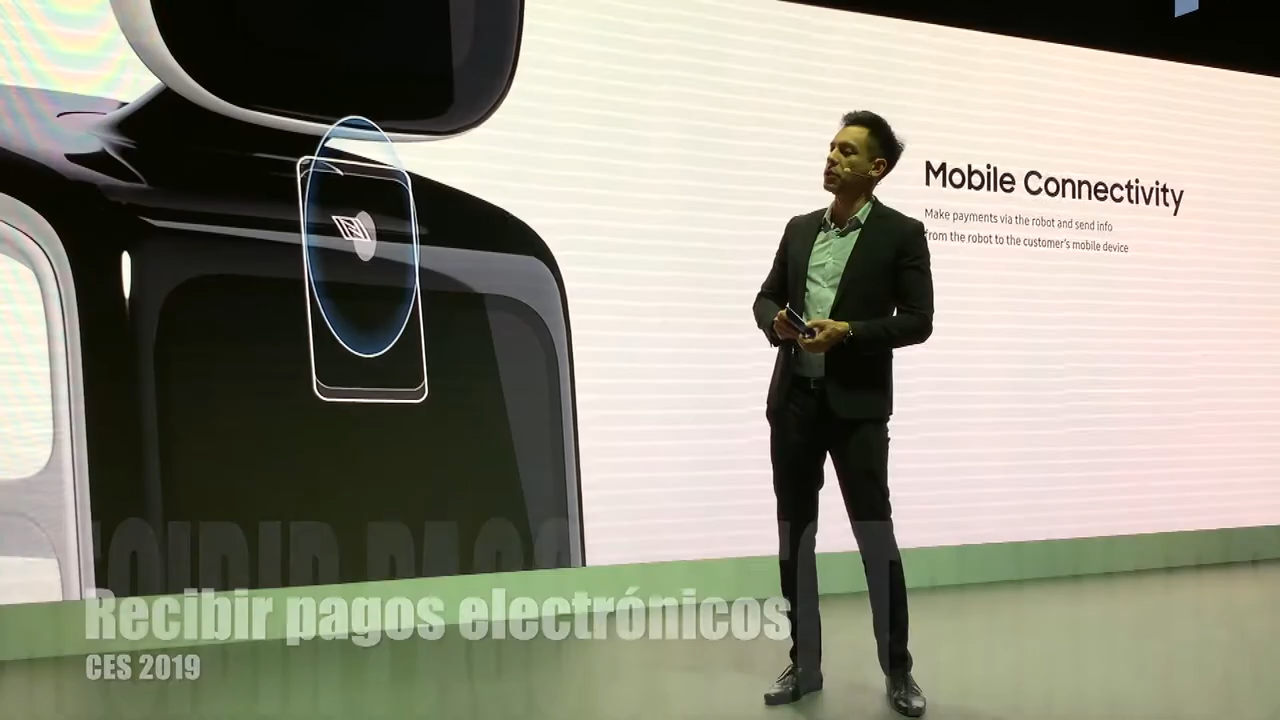 Mobile Connectivity
Make payments via the robot and send info
from the robot to the customer's mobile device
Recibir pagos electrónicos
CES 2019